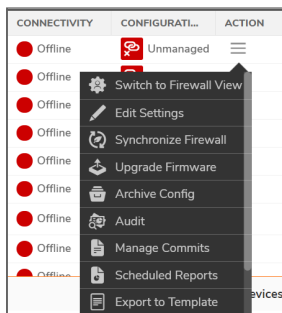 CONNECTIVITY CONFIGURATI... ACTION
Offline Unmanaged
Offline
Switch to Firewall View
Offline
Edit Settings
Offline
Synchronize Firewall
Offline
Upgrade Firmware
Offline
Archive Config
Offline
Audit
Offline
Manage Commits
Offline
Scheduled Reports
evices
Export to Template